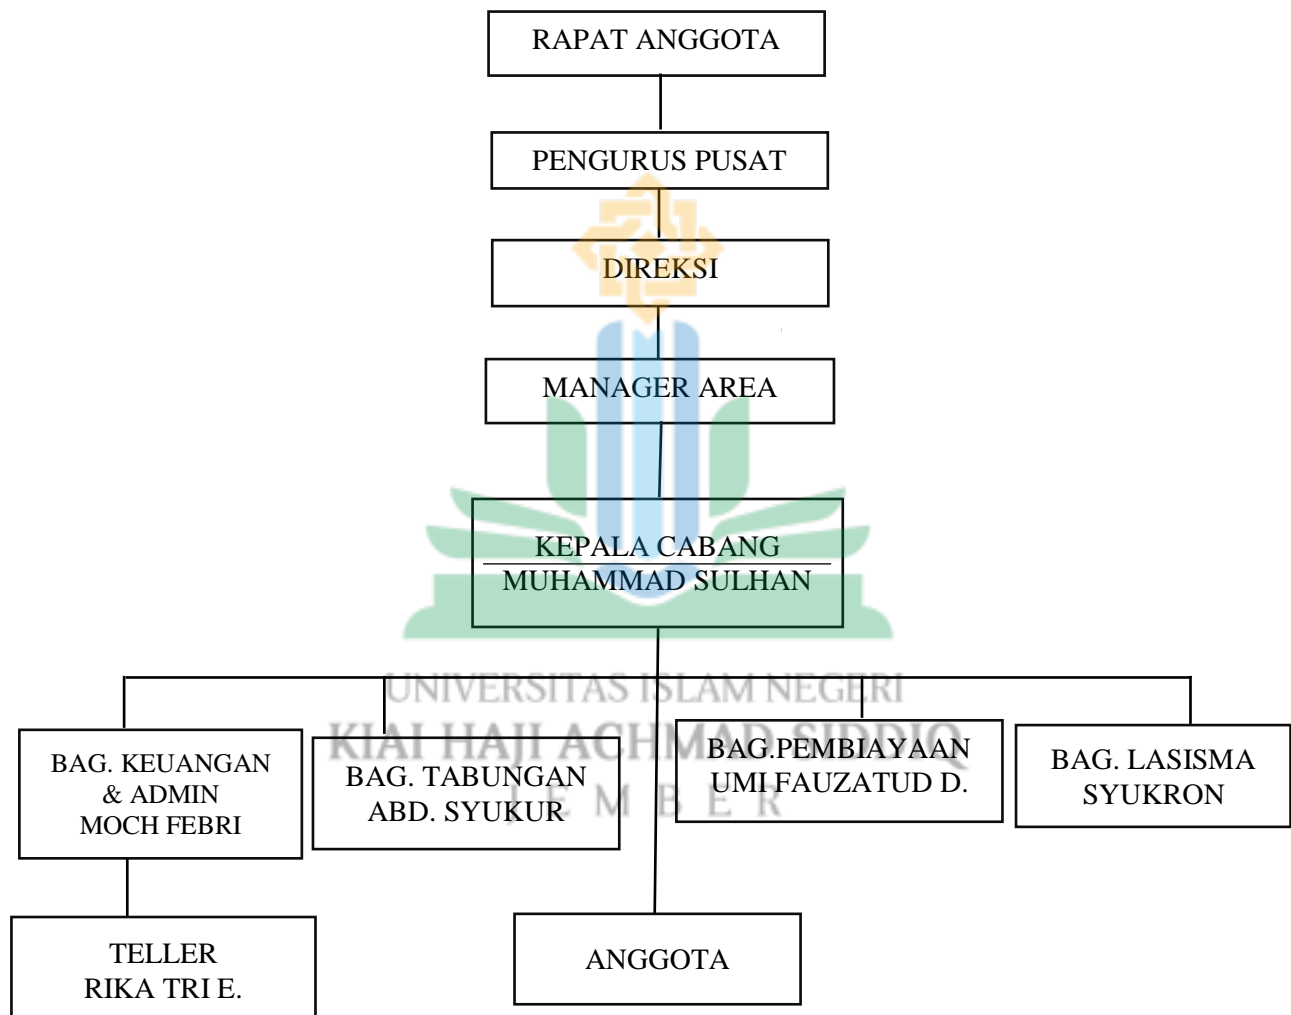 RAPAT ANGGOTA
PENGURUS PUSAT
DIREKSI
MANAGER AREA
KEPALA CABANG
MUHAMMAD SULHAN
UNIVERSITAS ISLAM NEGERI
KIAI HAJI ACHMAD SIDDIQ
JEMBER
BAG. KEUANGAN
& ADMIN
MOCH FEBRI
BAG. TABUNGAN
ABD. SYUKUR
BAG.PEMBIAYAAN
UMI FAUZATUD D.
BAG. LASISMA
SYUKRON
TELLER
RIKA TRI E.
ANGGOTA